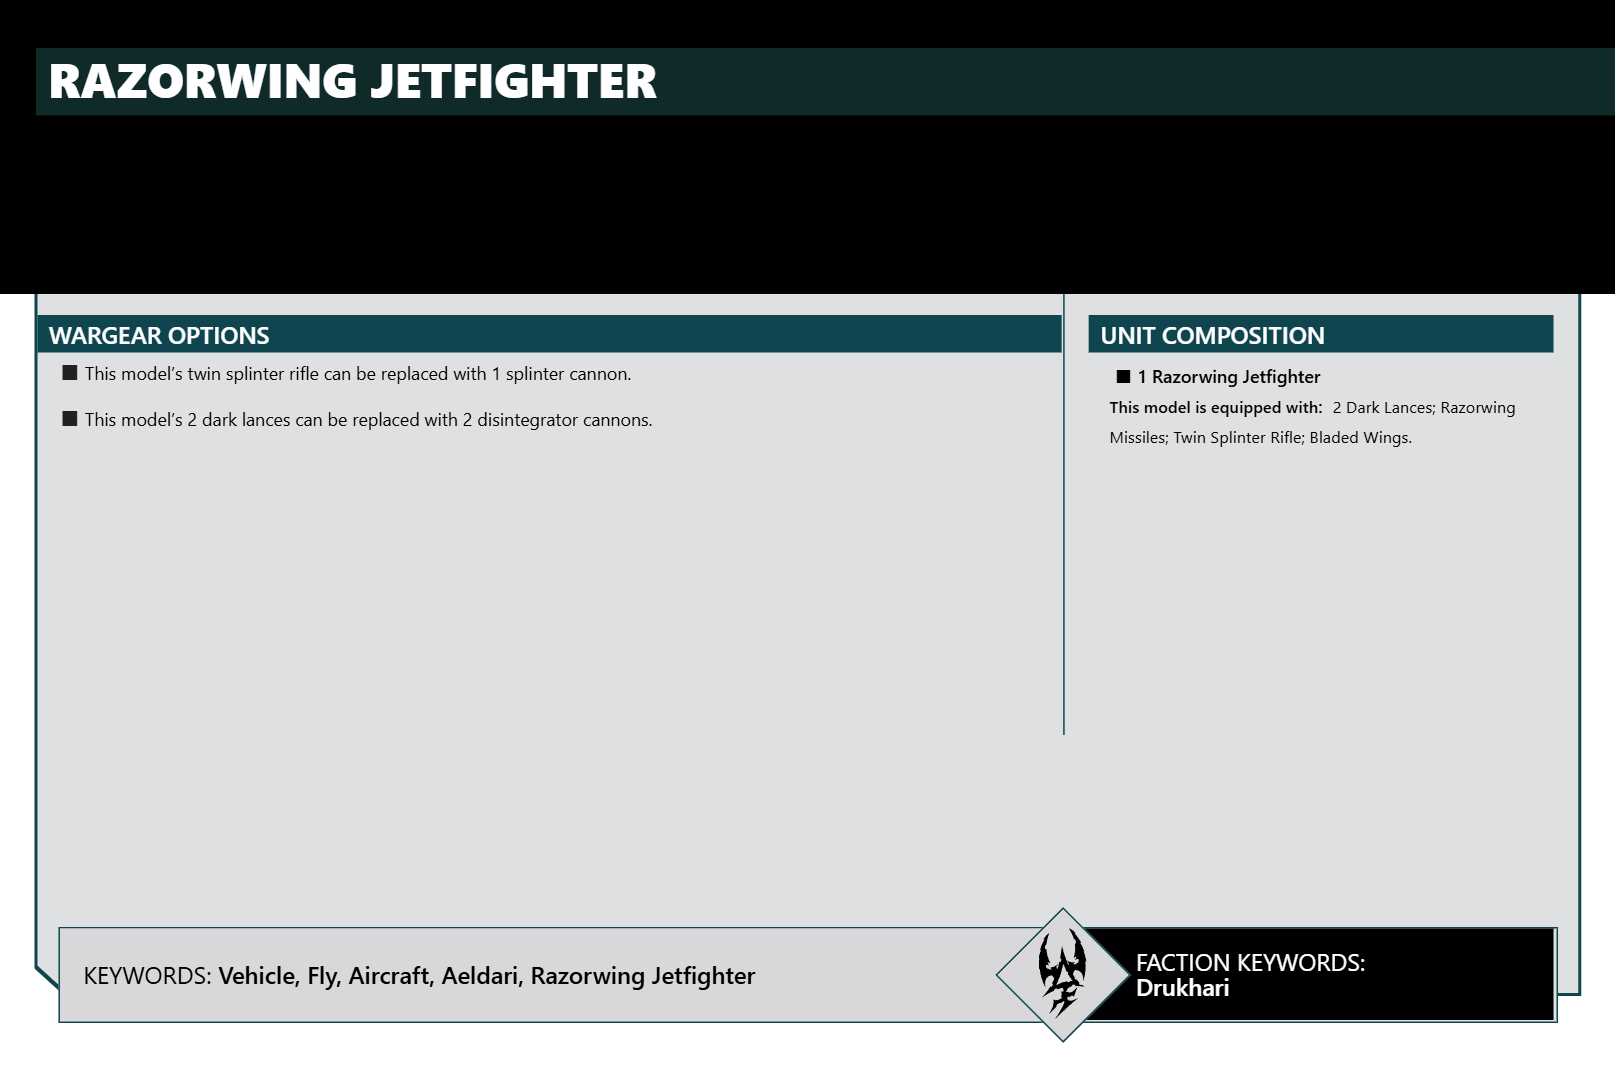 RAZORWING JETFIGHTER
WARGEAR OPTIONS
■ This model’s twin splinter rifle can be replaced with 1 splinter cannon.
■ This model’s 2 dark lances can be replaced with 2 disintegrator cannons.
UNIT COMPOSITION
■ 1 Razorwing Jetfighter
This model is equipped with: 2 Dark Lances; Razorwing
Missiles; Twin Splinter Rifle; Bladed Wings.
KEYWORDS: Vehicle, Fly, Aircraft, Aeldari, Razorwing Jetfighter
FACTION KEYWORDS:
Drukhari